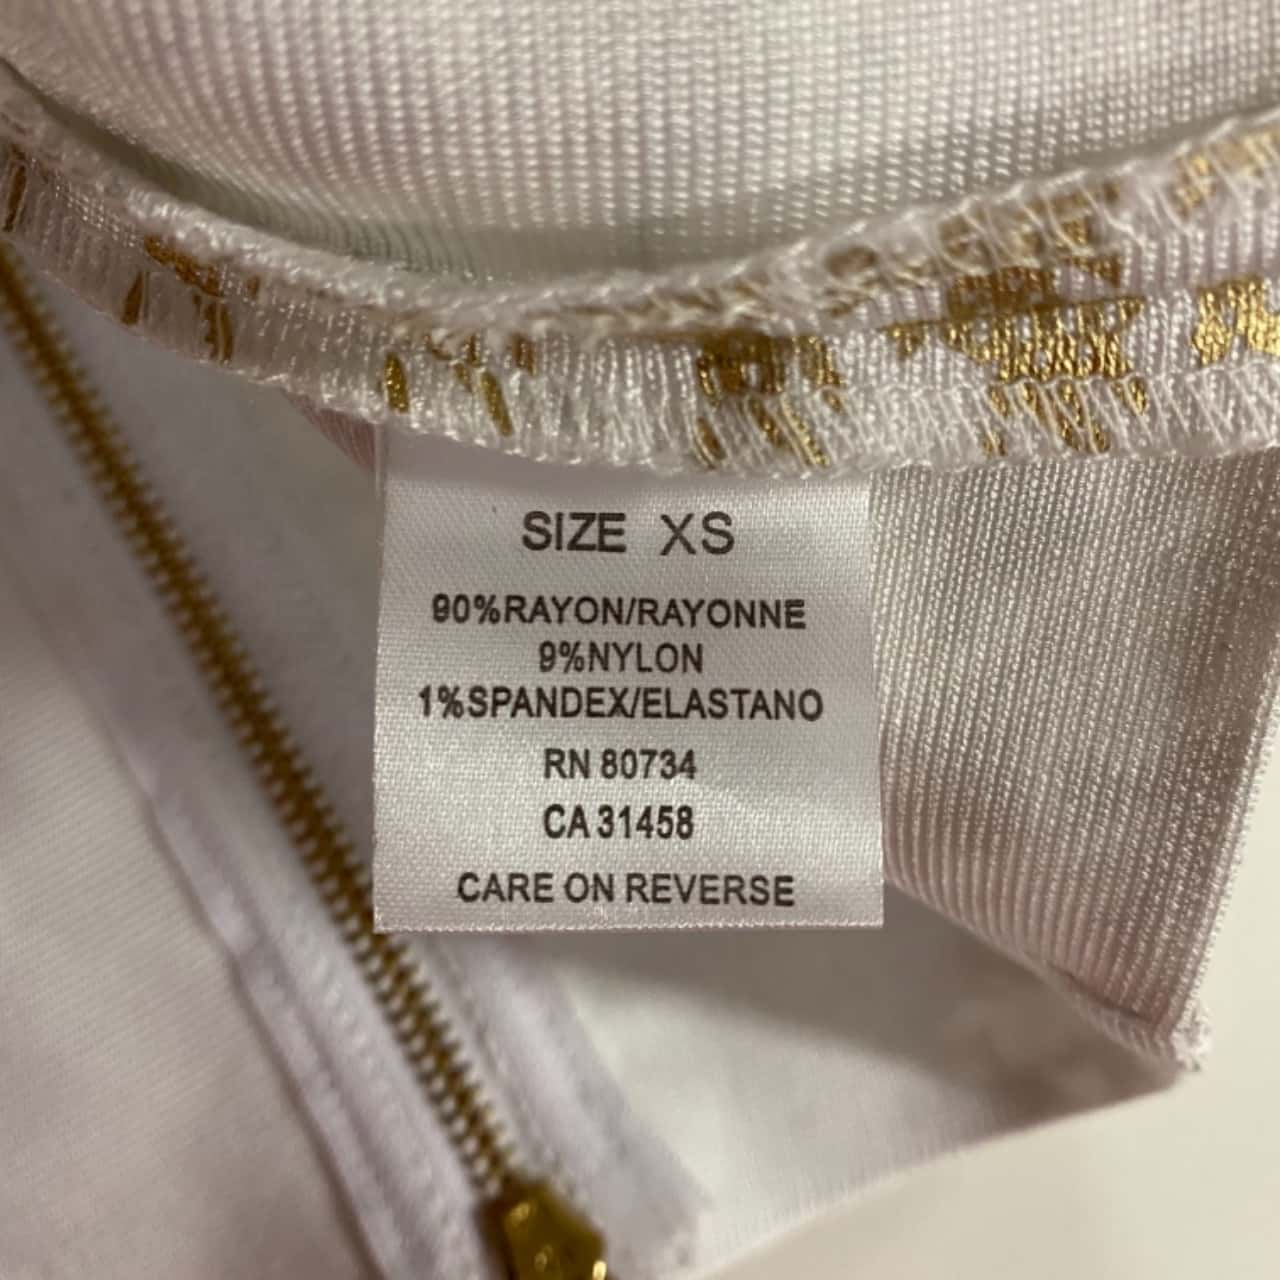 SIZE XS
90%RAYON/RAYONNE
9%NYLON
1%SPANDEX/ELASTANO
RN 80734
CA 31458
CARE ON REVERSE